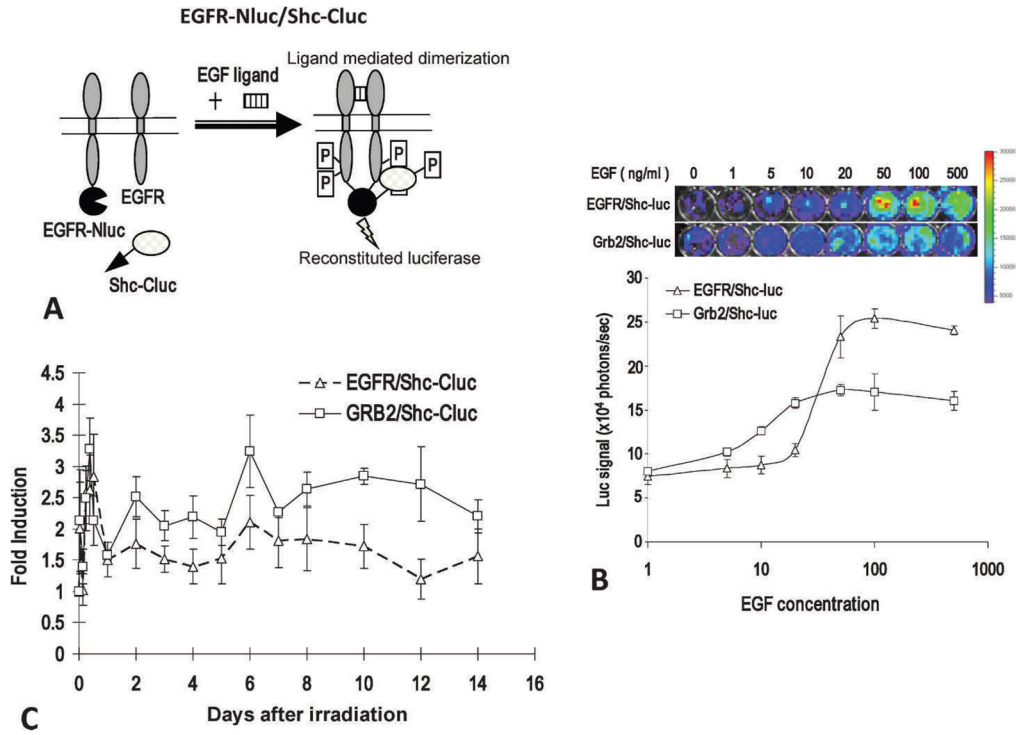 EGFR-Nluc/Shc-Cluc
Ligand mediated dimerization
EGF ligand
+
P
P
P
P
EGFR
EGFR-Nluc
Shc-Cluc
Reconstituted luciferase
A
EGF ( ng/ml ) 0 1 5 10 20 50 100 500
EGFR/Shc-luc
Grb2/Shc-luc
30000
25000
20000
15000
10000
5000
EGFR/Shc-luc
Grb2/Shc-luc
Luc signal (x10⁴ photons/sec)
30
25
20
15
10
5
0
1 10 100 1000
EGF concentration
B
EGFR/Shc-Cluc
GRB2/Shc-Cluc
Fold Induction
4.5
4
3.5
3
2.5
2
1.5
1
0.5
0
0 2 4 6 8 10 12 14 16
Days after irradiation
C